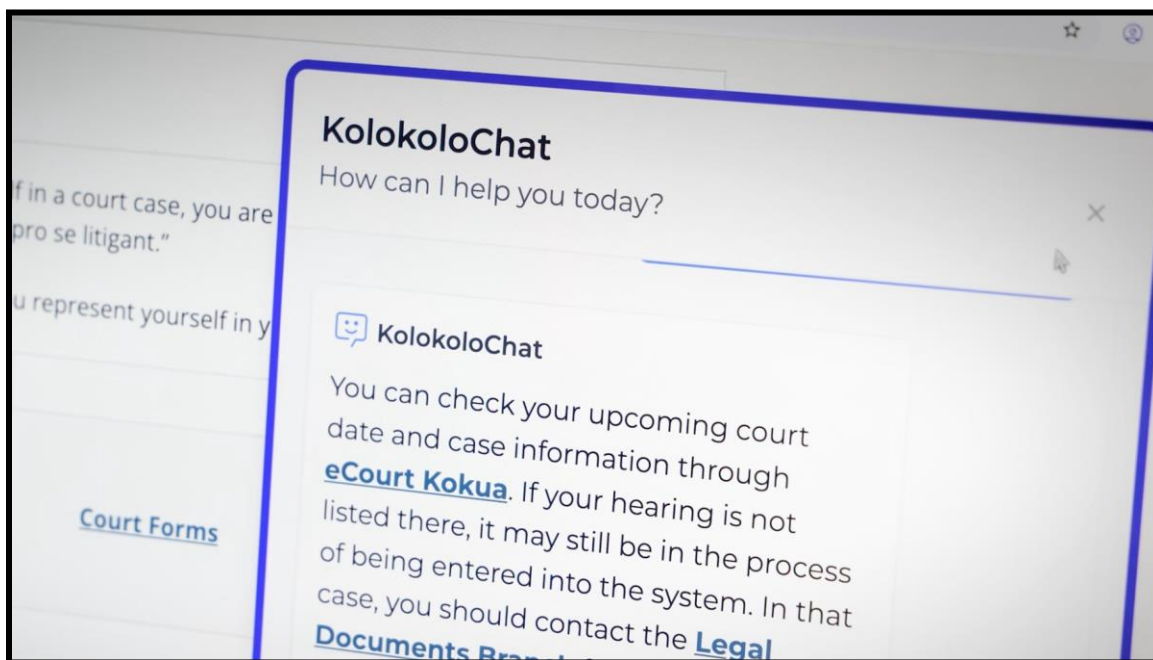 KolokoloChat
How can I help you today?
f in a court case, you are
pro se litigant.”
u represent yourself in y
Court Forms
KolokoloChat
You can check your upcoming court
date and case information through
eCourt Kokua. If your hearing is not
listed there, it may still be in the process
of being entered into the system. In that
case, you should contact the Legal
Documents Branch